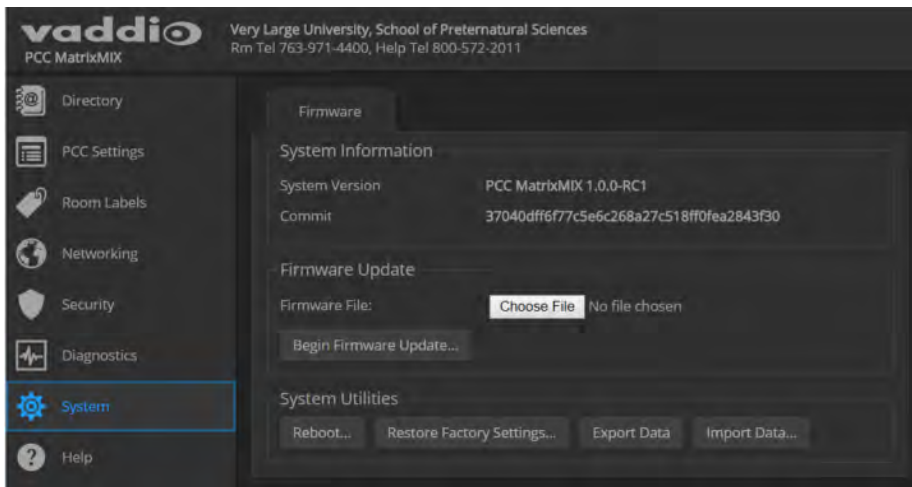 vaddio
PCC MatrixMIX
Very Large University, School of Preternatural Sciences
Rm Tel 763-971-4400, Help Tel 800-572-2011
Directory
PCC Settings
Room Labels
Networking
Security
Diagnostics
System
Help
Firmware
System Information
System Version PCC MatrixMIX 1.0.0-RC1
Commit 37040dff6f77c5e6c268a27c518ff0fea2843f30
Firmware Update
Firmware File: Choose File No file chosen
Begin Firmware Update...
System Utilities
Reboot... Restore Factory Settings... Export Data Import Data...